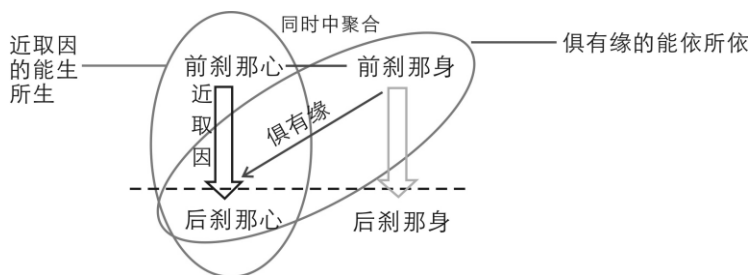 同时中聚合
近取因
的能生
所生
俱有缘的能依所依
前刹那心
前刹那身
近
取
因
俱有缘
后刹那心
后刹那身